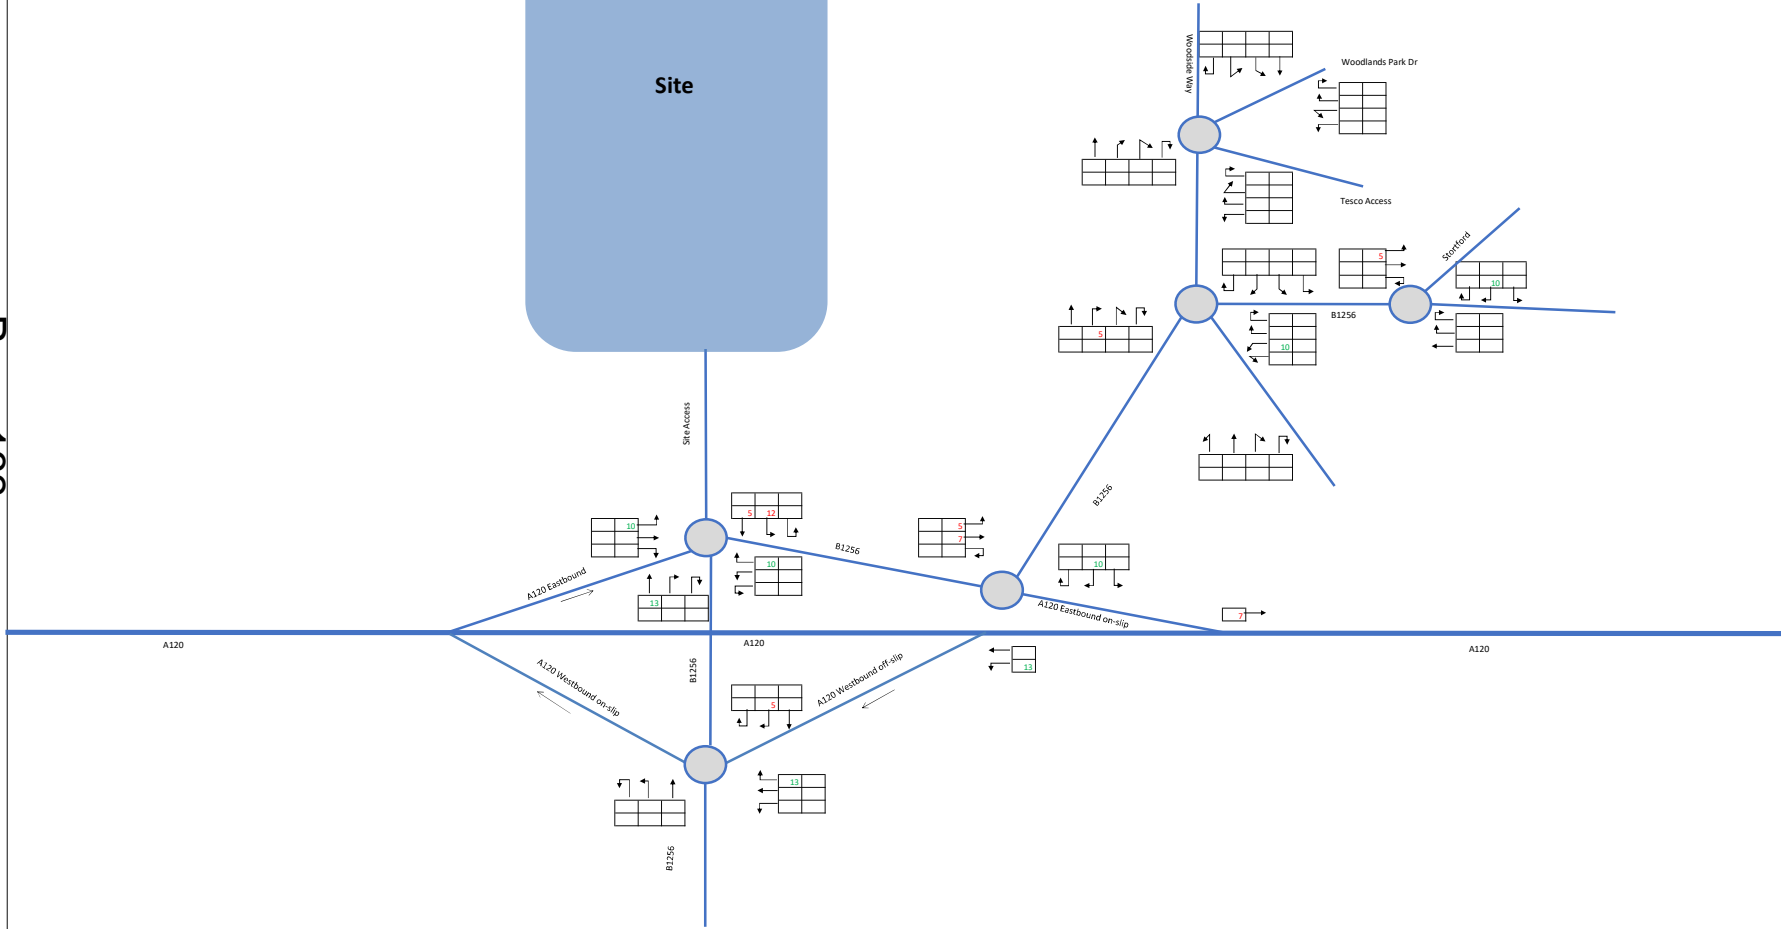 Woodside Way
Woodlands Park Dr
Site
Tesco Access
Stortford
5
10
B1256
5
10
Site Access
B1256
5 12
10
5
7
B1256
10
10
A120 Eastbound
13
A120 Eastbound on-slip
7
A120
A120
A120
B1256
13
A120 Westbound on-slip
A120 Westbound off-slip
5
13
B1256